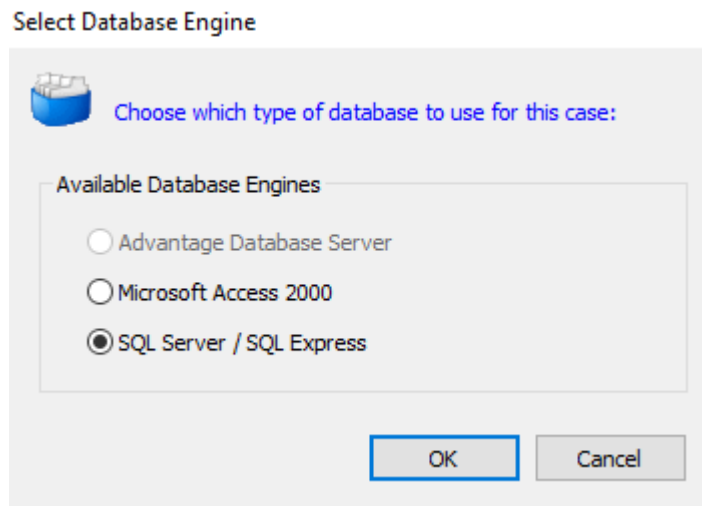 Select Database Engine
Choose which type of database to use for this case:
Available Database Engines
Advantage Database Server
Microsoft Access 2000
SQL Server / SQL Express
OK
Cancel